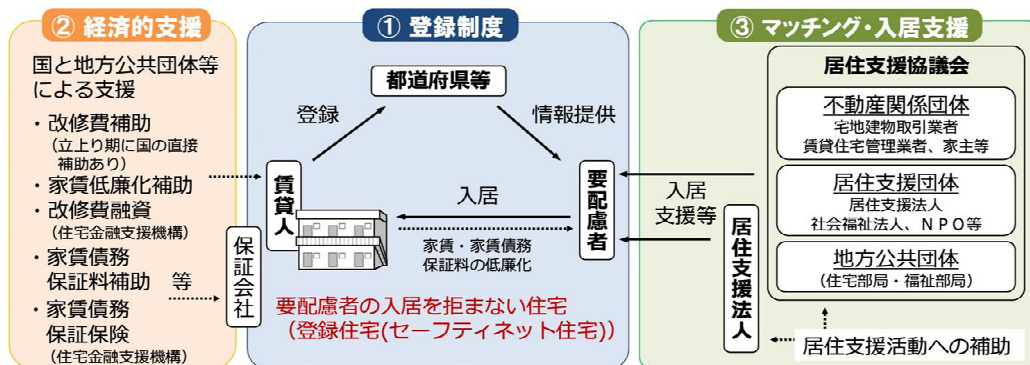 ② 経済的支援
国と地方公共団体等
による支援
・改修費補助
(立上り期に国の直接
補助あり)
・家賃低廉化補助
・改修費融資
(住宅金融支援機構)
・家賃債務
保証料補助 等
・家賃債務
保証保険
(住宅金融支援機構)
① 登録制度
都道府県等
登録
情報提供
賃貸人
保証会社
入居
家賃・家賃債務
保証料の低廉化
要配慮者
要配慮者の入居を拒まない住宅
（登録住宅(セーフティネット住宅)）
③ マッチング・入居支援
居住支援協議会
不動産関係団体
宅地建物取引業者
賃貸住宅管理業者、家主等
居住支援団体
居住支援法人
社会福祉法人、ＮＰＯ等
地方公共団体
(住宅部局・福祉部局)
入居
支援等
居住支援法人
居住支援活動への補助